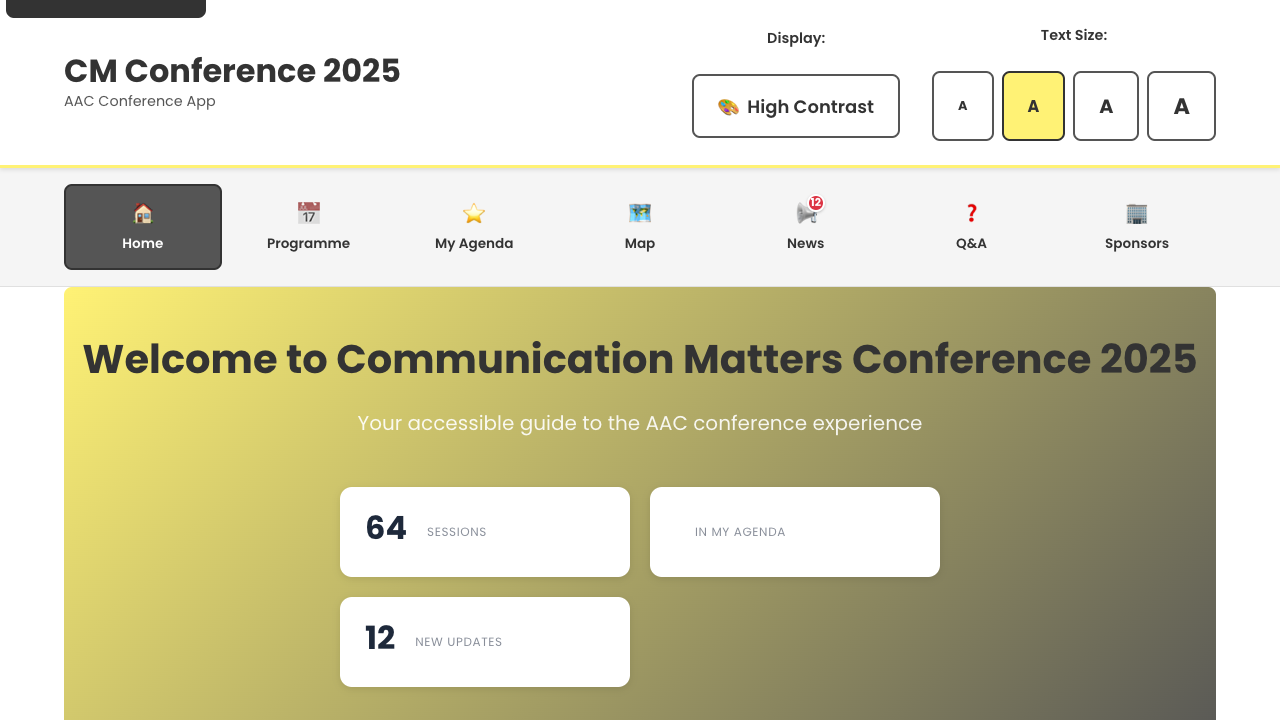 CM Conference 2025
AAC Conference App
Display:
🎨 High Contrast
Text Size:
A A A A
Home
Programme
My Agenda
Map
12
News
Q&A
Sponsors
Welcome to Communication Matters Conference 2025
Your accessible guide to the AAC conference experience
64 SESSIONS
IN MY AGENDA
12 NEW UPDATES